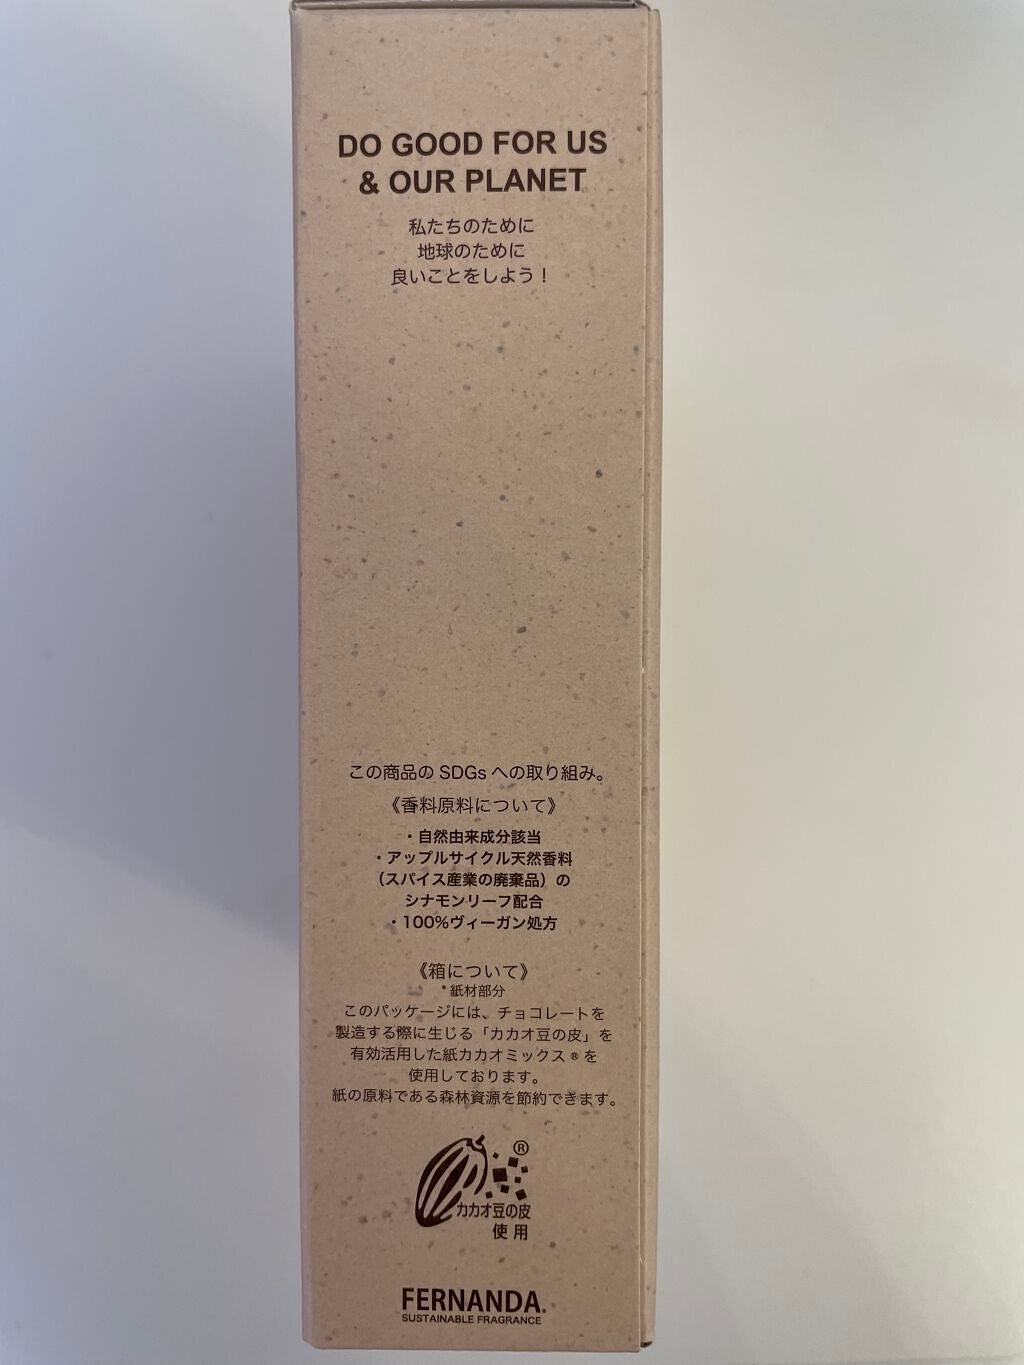 DO GOOD FOR US
& OUR PLANET
私たちのために
地球のために
良いことをしよう！
この商品の SDGs への取り組み。
《香料原料について》
・自然由来成分該当
・アップルサイクル天然香料
（スパイス産業の廃棄品）の
シナモンリーフ配合
・100%ヴィーガン処方
《箱について》
*紙材部分
このパッケージには、チョコレートを
製造する際に生じる「カカオ豆の皮」を
有効活用した紙カカオミックス®を
使用しております。
紙の原料である森林資源を節約できます。
®
カカオ豆の皮
使用
FERNANDA.
SUSTAINABLE FRAGRANCE